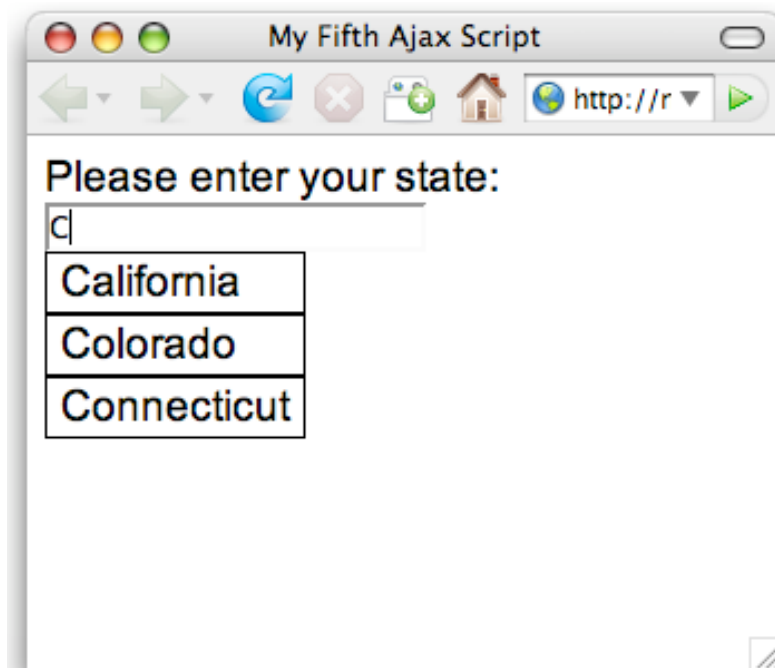 My Fifth Ajax Script
http://r
Please enter your state:
C
California
Colorado
Connecticut